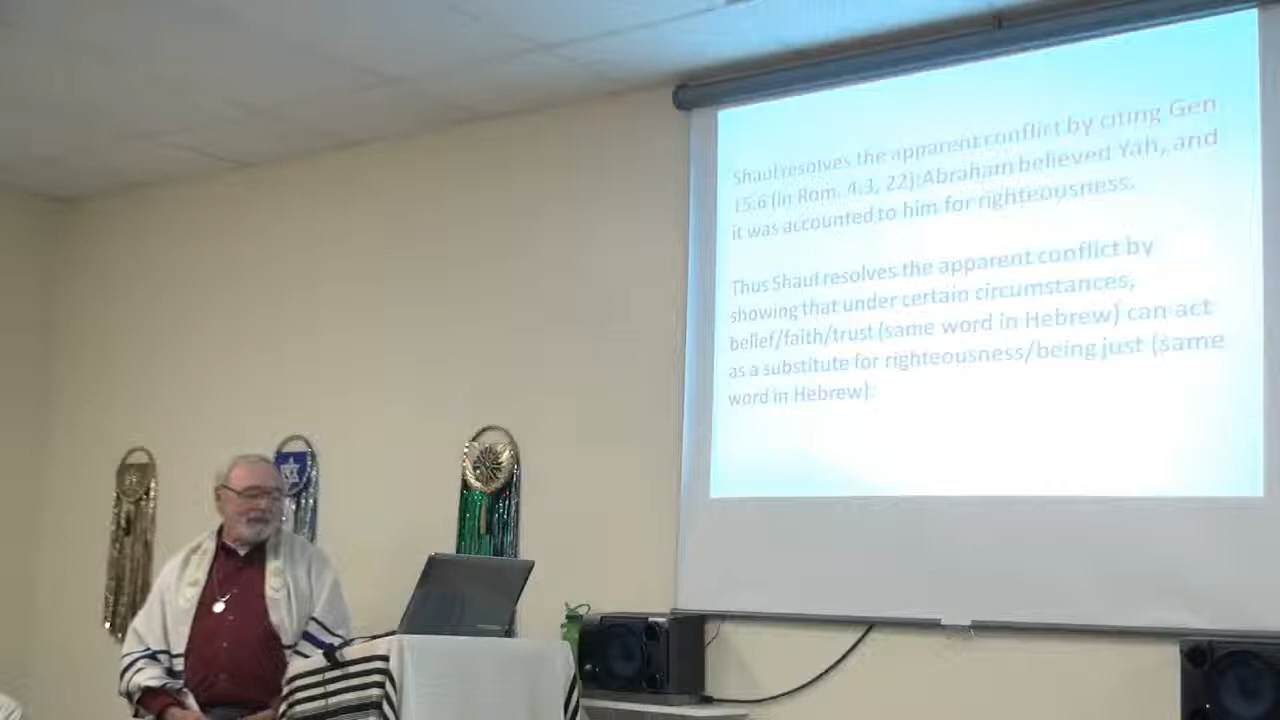 Shaul resolves the apparent conflict by citing Gen
15:6 (in Rom. 4:3, 22):Abraham believed Yah, and
it was accounted to him for righteousness.
Thus Shaul resolves the apparent conflict by
showing that under certain circumstances,
belief/faith/trust (same word in Hebrew) can act
as a substitute for righteousness/being just (same
word in Hebrew).